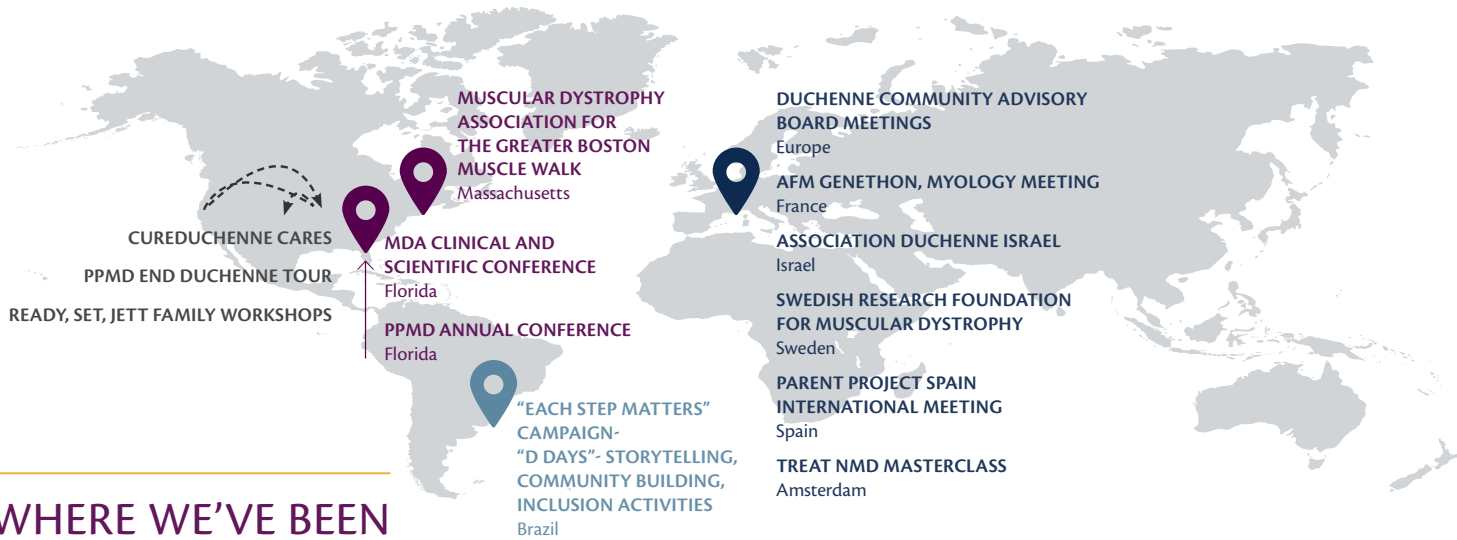 MUSCULAR DYSTROPHY
ASSOCIATION FOR
THE GREATER BOSTON
MUSCLE WALK
Massachusetts
CUREDUCHENNE CARES
PPMD END DUCHENNE TOUR
READY, SET, JETT FAMILY WORKSHOPS
MDA CLINICAL AND
SCIENTIFIC CONFERENCE
Florida
PPMD ANNUAL CONFERENCE
Florida
"EACH STEP MATTERS"
CAMPAIGN-
"D DAYS"- STORYTELLING,
COMMUNITY BUILDING,
INCLUSION ACTIVITIES
Brazil
DUCHENNE COMMUNITY ADVISORY
BOARD MEETINGS
Europe
AFM GENETHON, MYOLOGY MEETING
France
ASSOCIATION DUCHENNE ISRAEL
Israel
SWEDISH RESEARCH FOUNDATION
FOR MUSCULAR DYSTROPHY
Sweden
PARENT PROJECT SPAIN
INTERNATIONAL MEETING
Spain
TREAT NMD MASTERCLASS
Amsterdam
WHERE WE'VE BEEN